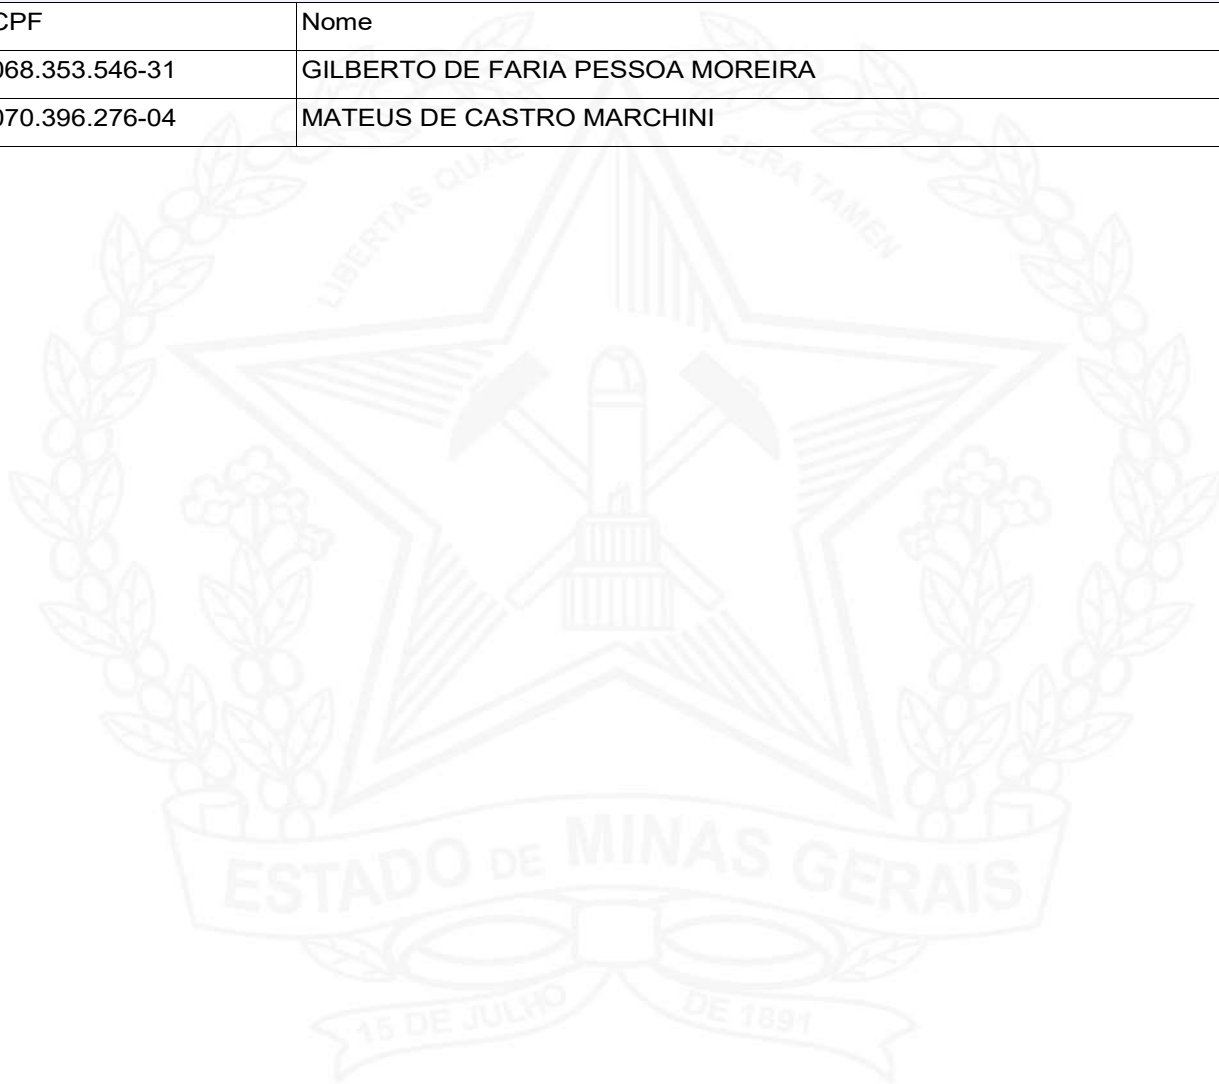 CPF Nome
068.353.546-31 GILBERTO DE FARIA PESSOA MOREIRA
070.396.276-04 MATEUS DE CASTRO MARCHINI
LIBERTAS QUAE SERA TAMEN
ESTADO DE MINAS GERAIS
15 DE JULHO DE 1891